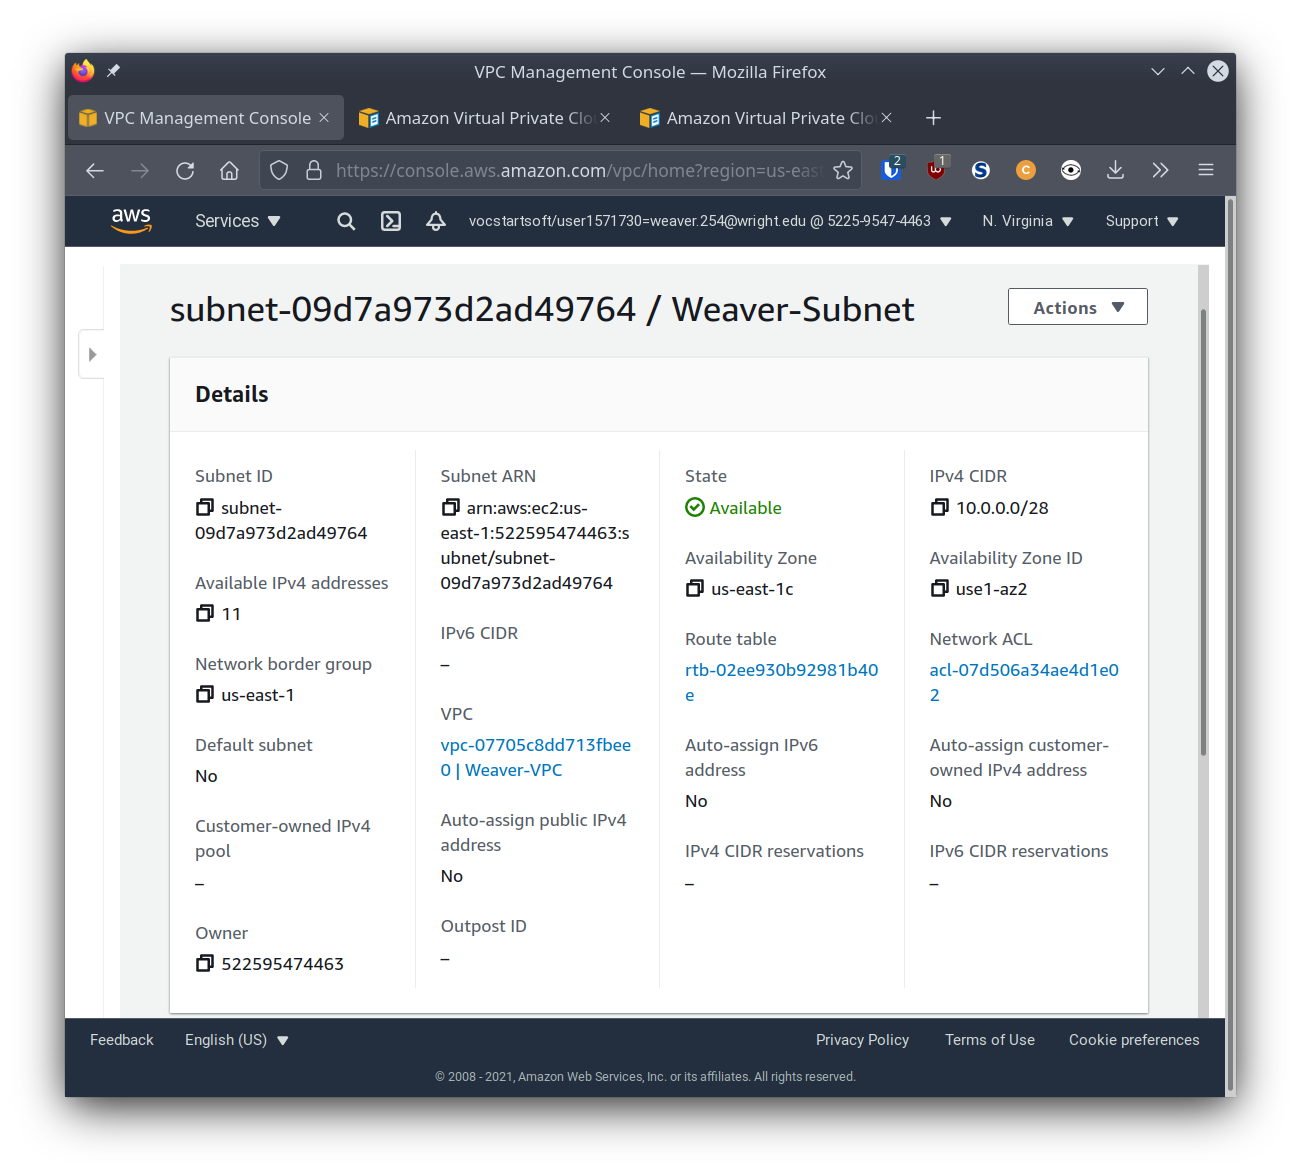 VPC Management Console — Mozilla Firefox
VPC Management Console
Amazon Virtual Private Clo
Amazon Virtual Private Clo
https://console.aws.amazon.com/vpc/home?region=us-eas
2
1
aws
Services
vocstartsoft/user1571730=weaver.254@wright.edu @ 5225-9547-4463
N. Virginia
Support
subnet-09d7a973d2ad49764 / Weaver-Subnet
Actions
Details
Subnet ID
subnet-
09d7a973d2ad49764
Available IPv4 addresses
11
Network border group
us-east-1
Default subnet
No
Customer-owned IPv4
pool
–
Owner
522595474463
Subnet ARN
arn:aws:ec2:us-
east-1:522595474463:s
ubnet/subnet-
09d7a973d2ad49764
IPv6 CIDR
–
VPC
vpc-07705c8dd713fbee
0 | Weaver-VPC
Auto-assign public IPv4
address
No
Outpost ID
–
State
Available
Availability Zone
us-east-1c
Route table
rtb-02ee930b92981b40
e
Auto-assign IPv6
address
No
IPv4 CIDR reservations
–
IPv4 CIDR
10.0.0.0/28
Availability Zone ID
use1-az2
Network ACL
acl-07d506a34ae4d1e0
2
Auto-assign customer-
owned IPv4 address
No
IPv6 CIDR reservations
–
Feedback
English (US)
Privacy Policy
Terms of Use
Cookie preferences
© 2008 - 2021, Amazon Web Services, Inc. or its affiliates. All rights reserved.